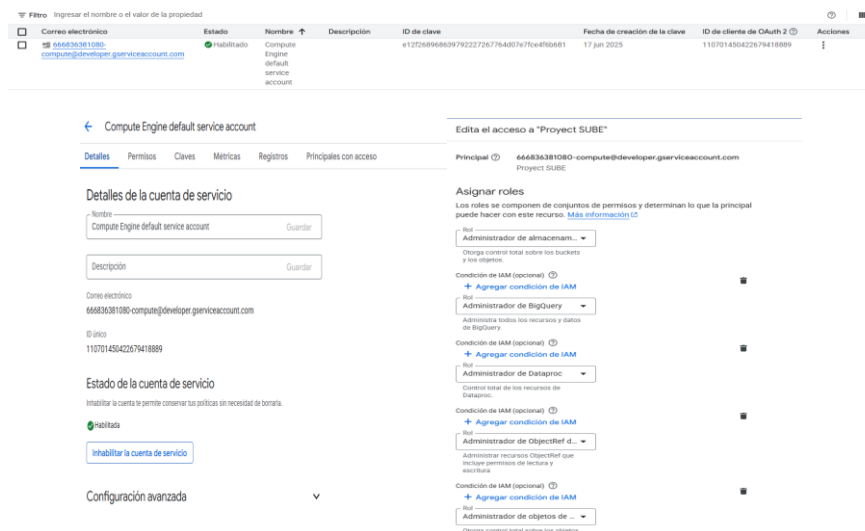 Filtro Ingresar el nombre o el valor de la propiedad
Correo electrónico Estado Nombre Descripción ID de clave Fecha de creación de la clave ID de cliente de OAuth 2 Acciones
666836381080-
compute@developer.gserviceaccount.com
Habilitado
Compute
Engine
default
service
account
e12f268968639792227267764d07e7fce4f6b681
17 jun 2025
110701450422679418889
Compute Engine default service account
Detalles Permisos Claves Métricas Registros Principales con acceso
Detalles de la cuenta de servicio
Nombre
Compute Engine default service account Guardar
Descripción Guardar
Correo electrónico
666836381080-compute@developer.gserviceaccount.com
ID único
110701450422679418889
Estado de la cuenta de servicio
Inhabilitar la cuenta te permite conservar tus políticas sin necesidad de borrarla.
Habilitada
Inhabilitar la cuenta de servicio
Configuración avanzada
Edita el acceso a "Proyect SUBE"
Principal 666836381080-compute@developer.gserviceaccount.com
Proyect SUBE
Asignar roles
Los roles se componen de conjuntos de permisos y determinan lo que la principal
puede hacer con este recurso. Más información
Rol
Administrador de almacenam...
Otorga control total sobre los buckets
y los objetos.
Condición de IAM (opcional)
+ Agregar condición de IAM
Rol
Administrador de BigQuery
Administra todos los recursos y datos
de BigQuery.
Condición de IAM (opcional)
+ Agregar condición de IAM
Rol
Administrador de Dataproc
Control total de los recursos de
Dataproc.
Condición de IAM (opcional)
+ Agregar condición de IAM
Rol
Administrador de ObjectRef d...
Administrar recursos ObjectRef que
incluye permisos de lectura y
escritura
Condición de IAM (opcional)
+ Agregar condición de IAM
Rol
Administrador de objetos de ...
Otorga control total sobre los objetos